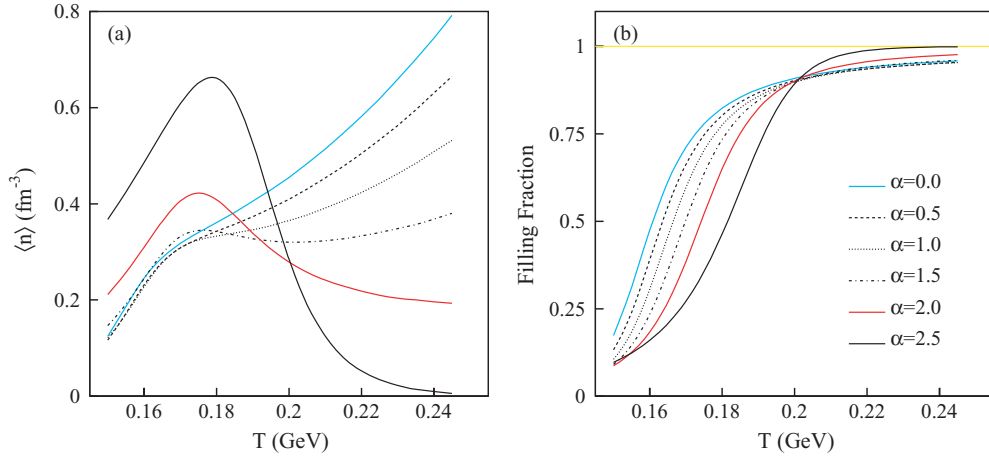 (a)
0.8
0.6
0.4
0.2
0
⟨n⟩ (fm⁻³)
0.16
0.18
0.2
0.22
0.24
T (GeV)
(b)
1
0.75
0.5
0.25
0
Filling Fraction
α=0.0
α=0.5
α=1.0
α=1.5
α=2.0
α=2.5
0.16
0.18
0.2
0.22
0.24
T (GeV)